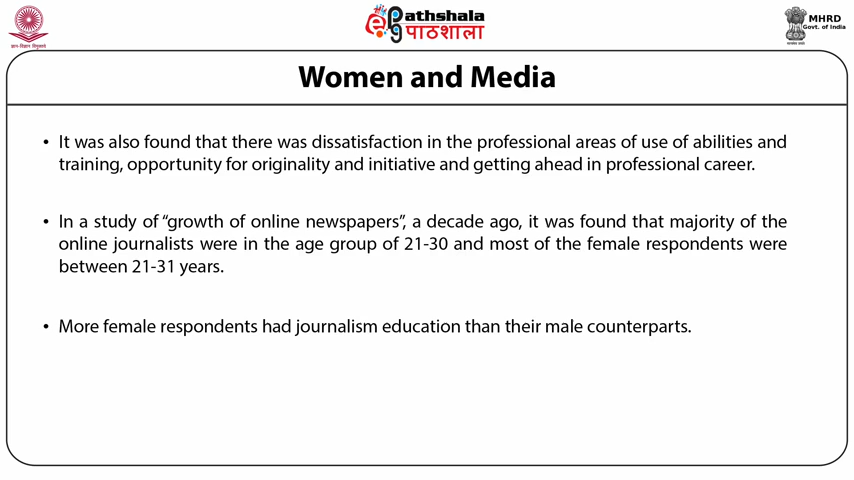 Pathshala
पाठशाला
MHRD
Govt. of India
Women and Media
• It was also found that there was dissatisfaction in the professional areas of use of abilities and
training, opportunity for originality and initiative and getting ahead in professional career.
• In a study of “growth of online newspapers”, a decade ago, it was found that majority of the
online journalists were in the age group of 21-30 and most of the female respondents were
between 21-31 years.
• More female respondents had journalism education than their male counterparts.